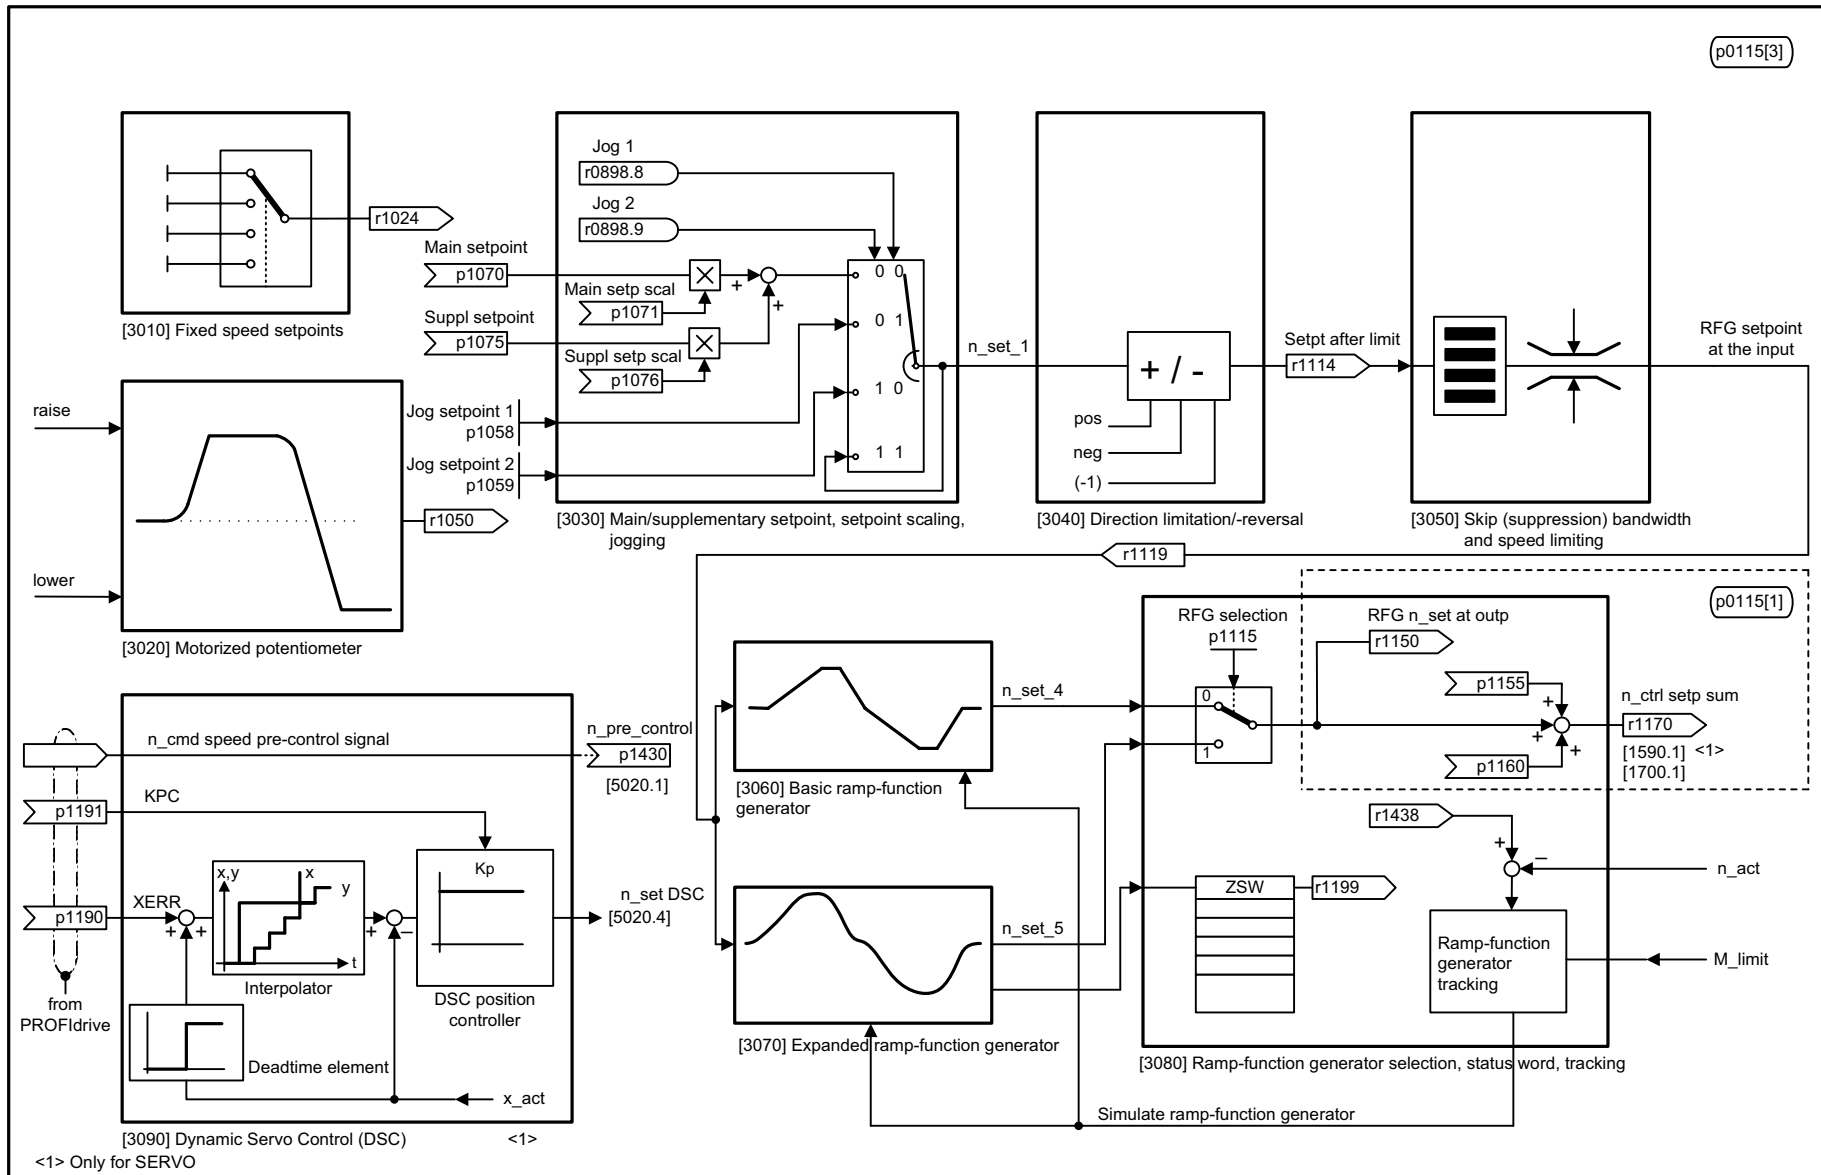 p0115[3]
r1024
[3010] Fixed speed setpoints
raise
lower
r1050
[3020] Motorized potentiometer
Jog 1
r0898.8
Jog 2
r0898.9
Main setpoint
p1070
Main setp scal
p1071
Suppl setpoint
p1075
Suppl setp scal
p1076
+
+
0 0
0 1
1 0
1 1
Jog setpoint 1
p1058
Jog setpoint 2
p1059
[3030] Main/supplementary setpoint, setpoint scaling,
jogging
n_set_1
+ / -
pos
neg
(-1)
[3040] Direction limitation/-reversal
Setpt after limit
r1114
[3050] Skip (suppression) bandwidth
and speed limiting
RFG setpoint
at the input
r1119
p0115[1]
n_cmd speed pre-control signal
n_pre_control
p1430
[5020.1]
p1191
KPC
p1190
XERR
+
+
x,y
x
y
t
Interpolator
+
–
Kp
DSC position
controller
n_set DSC
[5020.4]
from
PROFIdrive
Deadtime element
x_act
[3090] Dynamic Servo Control (DSC)
<1>
<1> Only for SERVO
n_set_4
[3060] Basic ramp-function
generator
n_set_5
[3070] Expanded ramp-function generator
RFG selection
p1115
0
1
RFG n_set at outp
r1150
p1155
+
+
+
p1160
n_ctrl setp sum
r1170
[1590.1] <1>
[1700.1]
r1438
+
–
n_act
ZSW
r1199
Ramp-function
generator
tracking
M_limit
[3080] Ramp-function generator selection, status word, tracking
Simulate ramp-function generator